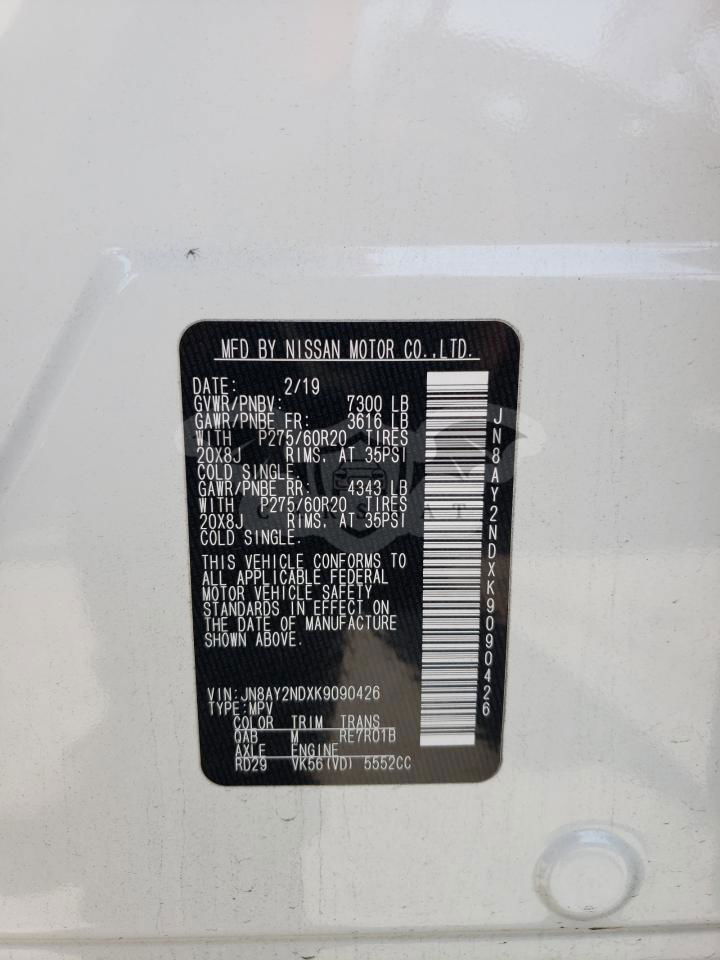 MFD BY NISSAN MOTOR CO.,LTD.
DATE: 2/19
GVWR/PNBV: 7300 LB
GAWR/PNBE FR: 3616 LB
WITH P275/60R20 TIRES
20X8J RIMS, AT 35PSI
COLD SINGLE.
GAWR/PNBE RR: 4343 LB
WITH P275/60R20 TIRES
20X8J RIMS, AT 35PSI
COLD SINGLE.
THIS VEHICLE CONFORMS TO
ALL APPLICABLE FEDERAL
MOTOR VEHICLE SAFETY
STANDARDS IN EFFECT ON
THE DATE OF MANUFACTURE
SHOWN ABOVE.
VIN:JN8AY2NDXK9090426
TYPE:MPV
COLOR TRIM TRANS
QAB M RE7R01B
AXLE ENGINE
RD29 VK56(VD) 5552CC
JN8AY2NDXK9090426